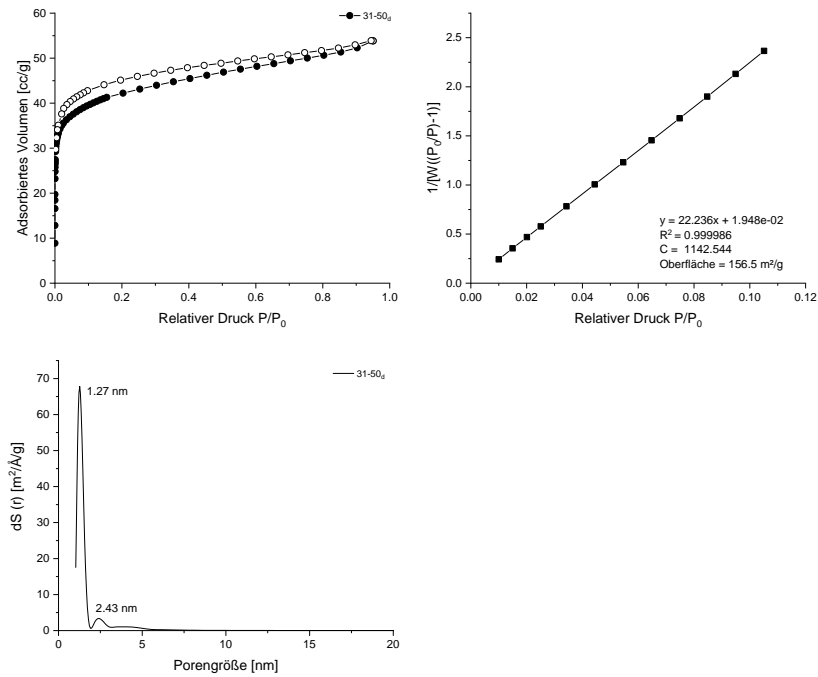 31-50d
60
50
40
30
20
10
0
Adsorbiertes Volumen [cc/g]
0.0 0.2 0.4 0.6 0.8 1.0
Relativer Druck P/P0
2.5
2.0
1.5
1.0
0.5
0.0
1/[W((P0/P)-1)]
y = 22.236x + 1.948e-02
R2 = 0.999986
C = 1142.544
Oberfläche = 156.5 m²/g
0.00 0.02 0.04 0.06 0.08 0.10 0.12
Relativer Druck P/P0
31-50d
70
60
50
40
30
20
10
0
dS (r) [m2/Å/g]
1.27 nm
2.43 nm
0 5 10 15 20
Porengröße [nm]